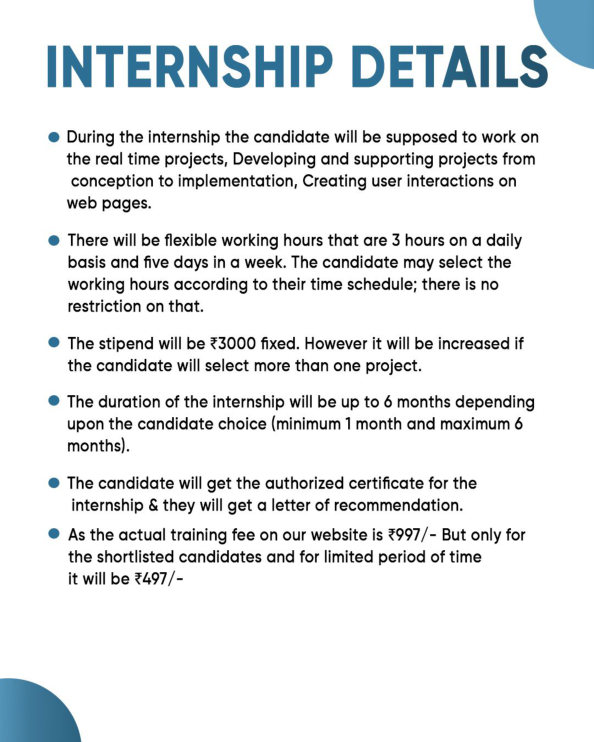 INTERNSHIP DETAILS
● During the internship the candidate will be supposed to work on
the real time projects, Developing and supporting projects from
conception to implementation, Creating user interactions on
web pages.
● There will be flexible working hours that are 3 hours on a daily
basis and five days in a week. The candidate may select the
working hours according to their time schedule; there is no
restriction on that.
● The stipend will be ₹3000 fixed. However it will be increased if
the candidate will select more than one project.
● The duration of the internship will be up to 6 months depending
upon the candidate choice (minimum 1 month and maximum 6
months).
● The candidate will get the authorized certificate for the
internship & they will get a letter of recommendation.
● As the actual training fee on our website is ₹997/- But only for
the shortlisted candidates and for limited period of time
it will be ₹497/-